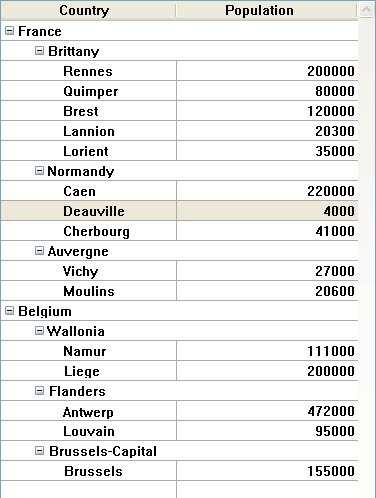 Country Population
France
Brittany
Rennes 200000
Quimper 80000
Brest 120000
Lannion 20300
Lorient 35000
Normandy
Caen 220000
Deauville 4000
Cherbourg 41000
Auvergne
Vichy 27000
Moulins 20600
Belgium
Wallonia
Namur 111000
Liege 200000
Flanders
Antwerp 472000
Louvain 95000
Brussels-Capital
Brussels 155000